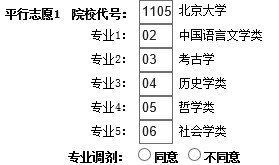 平行志愿1 院校代号: 1105 北京大学
专业1: 02 中国语言文学类
专业2: 03 考古学
专业3: 04 历史学类
专业4: 05 哲学类
专业5: 06 社会学类
专业调剂: 同意 不同意